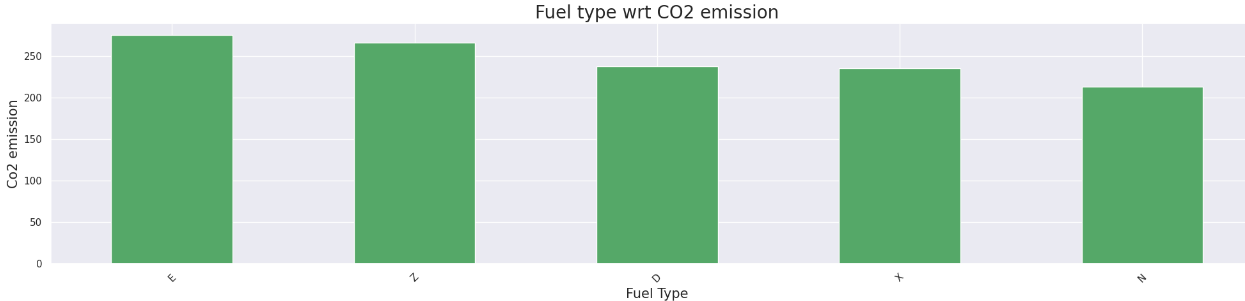 Fuel type wrt CO2 emission
Co2 emission
250
200
150
100
50
0
E Z D X N
Fuel Type